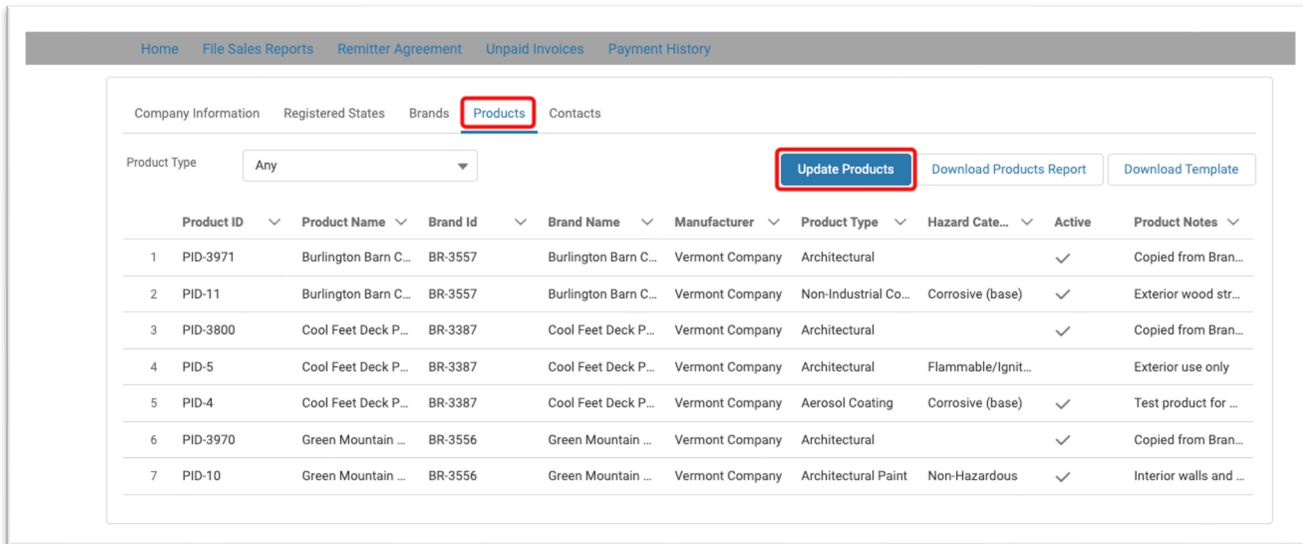 Home File Sales Reports Remitter Agreement Unpaid Invoices Payment History
Company Information Registered States Brands Products Contacts
Product Type Any Update Products Download Products Report Download Template
Product ID Product Name Brand Id Brand Name Manufacturer Product Type Hazard Cate... Active Product Notes
1 PID-3971 Burlington Barn C... BR-3557 Burlington Barn C... Vermont Company Architectural Copied from Bran...
2 PID-11 Burlington Barn C... BR-3557 Burlington Barn C... Vermont Company Non-Industrial Co... Corrosive (base) Exterior wood str...
3 PID-3800 Cool Feet Deck P... BR-3387 Cool Feet Deck P... Vermont Company Architectural Copied from Bran...
4 PID-5 Cool Feet Deck P... BR-3387 Cool Feet Deck P... Vermont Company Architectural Flammable/Ignit... Exterior use only
5 PID-4 Cool Feet Deck P... BR-3387 Cool Feet Deck P... Vermont Company Aerosol Coating Corrosive (base) Test product for ...
6 PID-3970 Green Mountain ... BR-3556 Green Mountain ... Vermont Company Architectural Copied from Bran...
7 PID-10 Green Mountain ... BR-3556 Green Mountain ... Vermont Company Architectural Paint Non-Hazardous Interior walls and ...